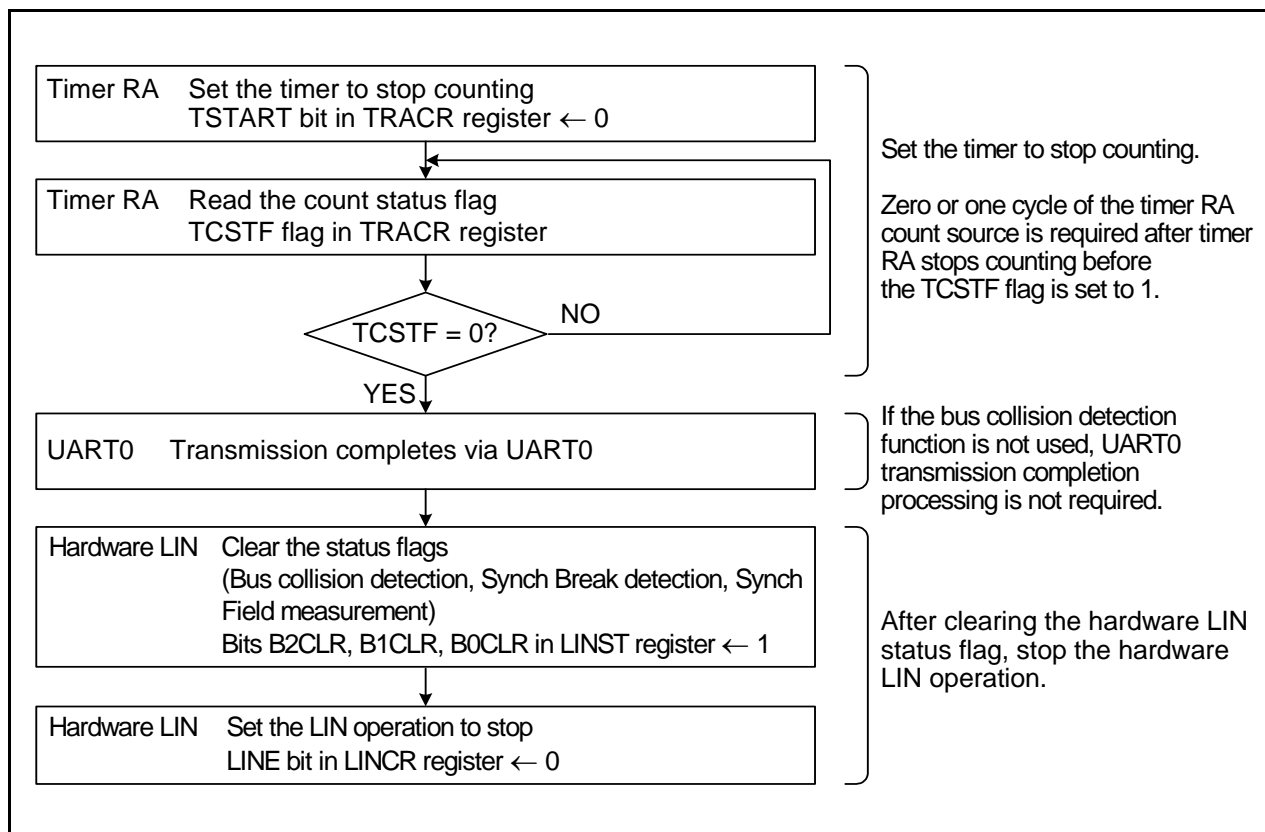 Timer RA Set the timer to stop counting
TSTART bit in TRACR register ← 0
Timer RA Read the count status flag
TCSTF flag in TRACR register
TCSTF = 0?
NO
YES
Set the timer to stop counting.
Zero or one cycle of the timer RA
count source is required after timer
RA stops counting before
the TCSTF flag is set to 1.
UART0 Transmission completes via UART0
If the bus collision detection
function is not used, UART0
transmission completion
processing is not required.
Hardware LIN Clear the status flags
(Bus collision detection, Synch Break detection, Synch
Field measurement)
Bits B2CLR, B1CLR, B0CLR in LINST register ← 1
Hardware LIN Set the LIN operation to stop
LINE bit in LINCR register ← 0
After clearing the hardware LIN
status flag, stop the hardware
LIN operation.